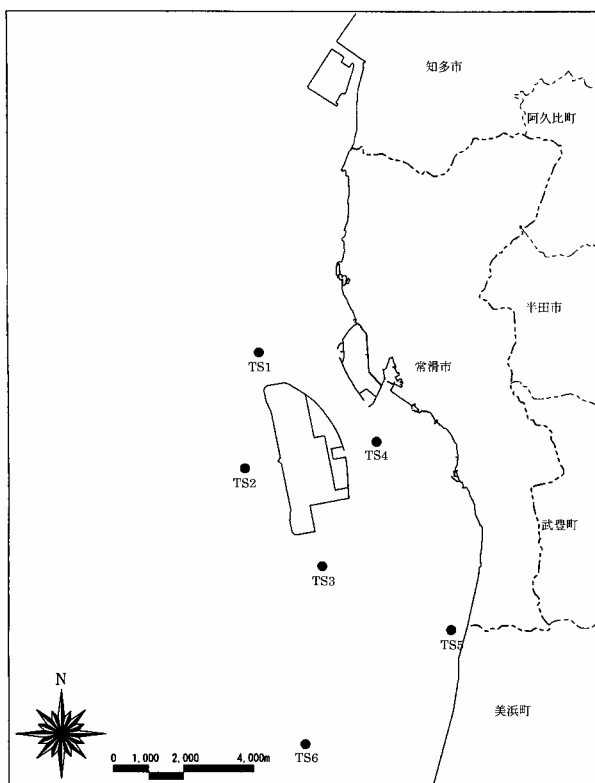 知多市
阿久比町
半田市
TS1
常滑市
TS4
TS2
武豊町
TS3
TS5
N
美浜町
0 1,000 2,000 4,000m
TS6